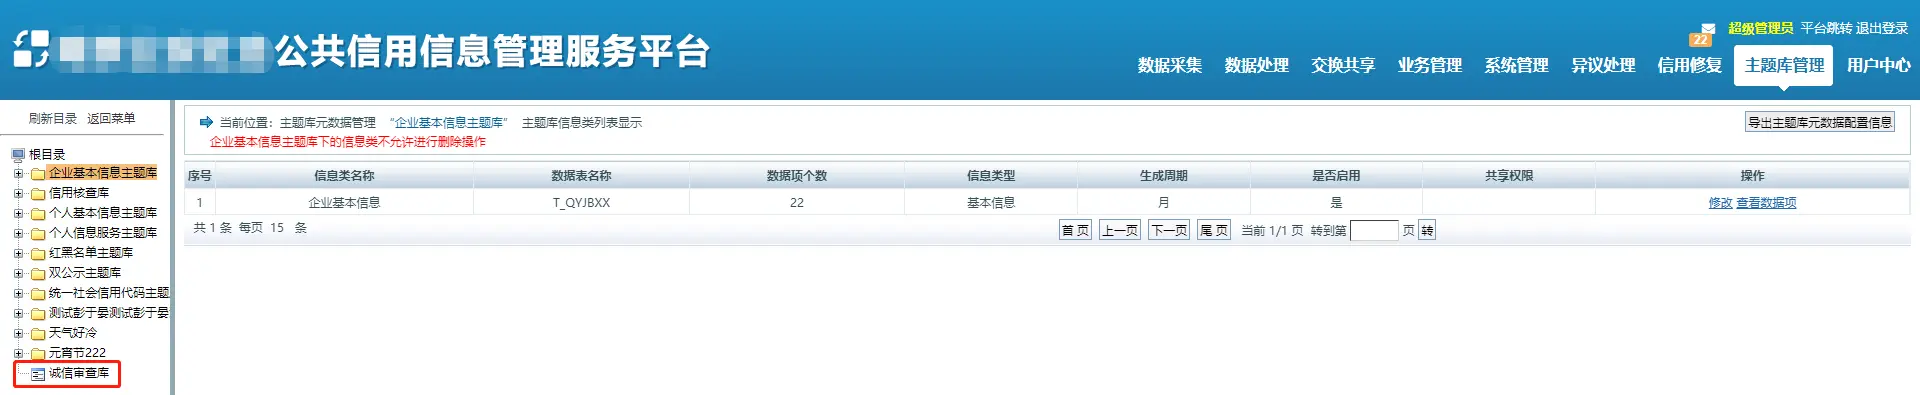 公共信用信息管理服务平台
22 超级管理员 平台跳转 退出登录
数据采集 数据处理 交换共享 业务管理 系统管理 异议处理 信用修复 主题库管理 用户中心
刷新目录 返回菜单
根目录
企业基本信息主题库
信用核查库
个人基本信息主题库
个人信息服务主题库
红黑名单主题库
双公示主题库
统一社会信用代码主题
测试彭于晏测试彭于晏
天气好冷
元宵节222
诚信审查库
当前位置：主题库元数据管理 “企业基本信息主题库” 主题库信息类列表显示
导出主题库元数据配置信息
企业基本信息主题库下的信息类不允许进行删除操作
序号 信息类名称 数据表名称 数据项个数 信息类型 生成周期 是否启用 共享权限 操作
1 企业基本信息 T_QYJBXX 22 基本信息 月 是 修改 查看数据项
共 1 条 每页 15 条 首 页 上一页 下一页 尾 页 当前 1/1 页 转到第 页 转